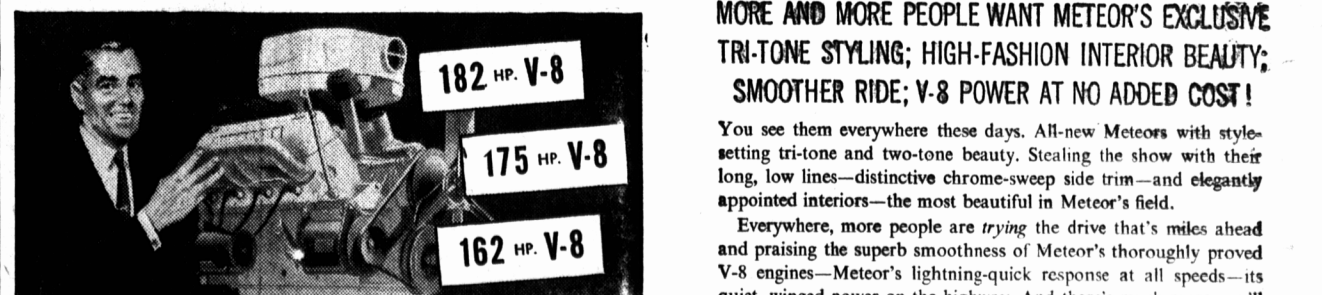 182 HP. V-8
175 HP. V-8
162 HP. V-8
MORE AND MORE PEOPLE WANT METEOR'S EXCLUSIVE
TRI-TONE STYLING; HIGH-FASHION INTERIOR BEAUTY;
SMOOTHER RIDE; V-8 POWER AT NO ADDED COST!
You see them everywhere these days. All-new Meteors with style-
setting tri-tone and two-tone beauty. Stealing the show with their
long, low lines—distinctive chrome-sweep side trim—and elegantly
appointed interiors—the most beautiful in Meteor's field.
Everywhere, more people are trying the drive that's miles ahead
and praising the superb smoothness of Meteor's thoroughly proved
V-8 engines—Meteor's lightning-quick response at all speeds—its